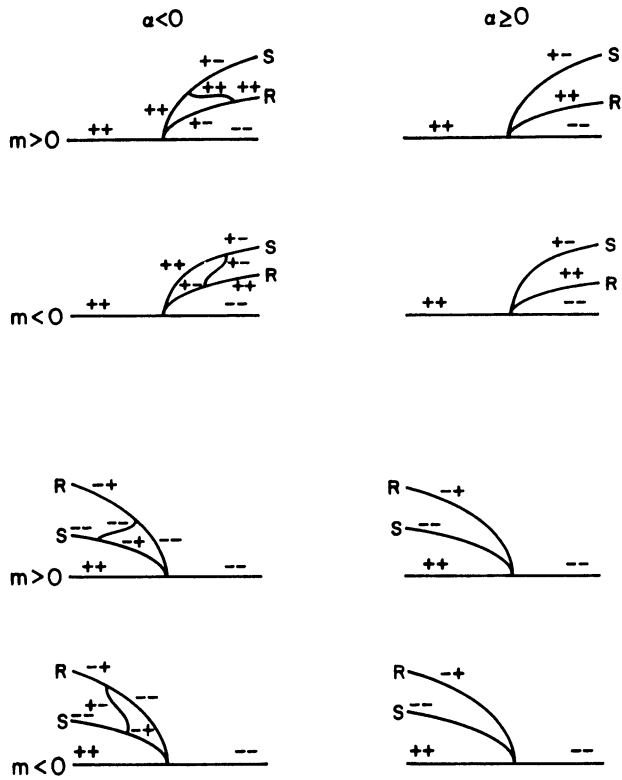 α<0 α≥0
+- S +- S
++ ++ R ++ R
++ +-
m>0 ++ -- ++ --
+- S +- S
++ +- R ++ R
+- ++
m<0 ++ -- ++ --
R -+ R -+
S -- -- -+ -- S --
m>0 ++ -- ++ --
R -+ R -+
+- --
S -- -+ S --
m<0 ++ -- ++ --